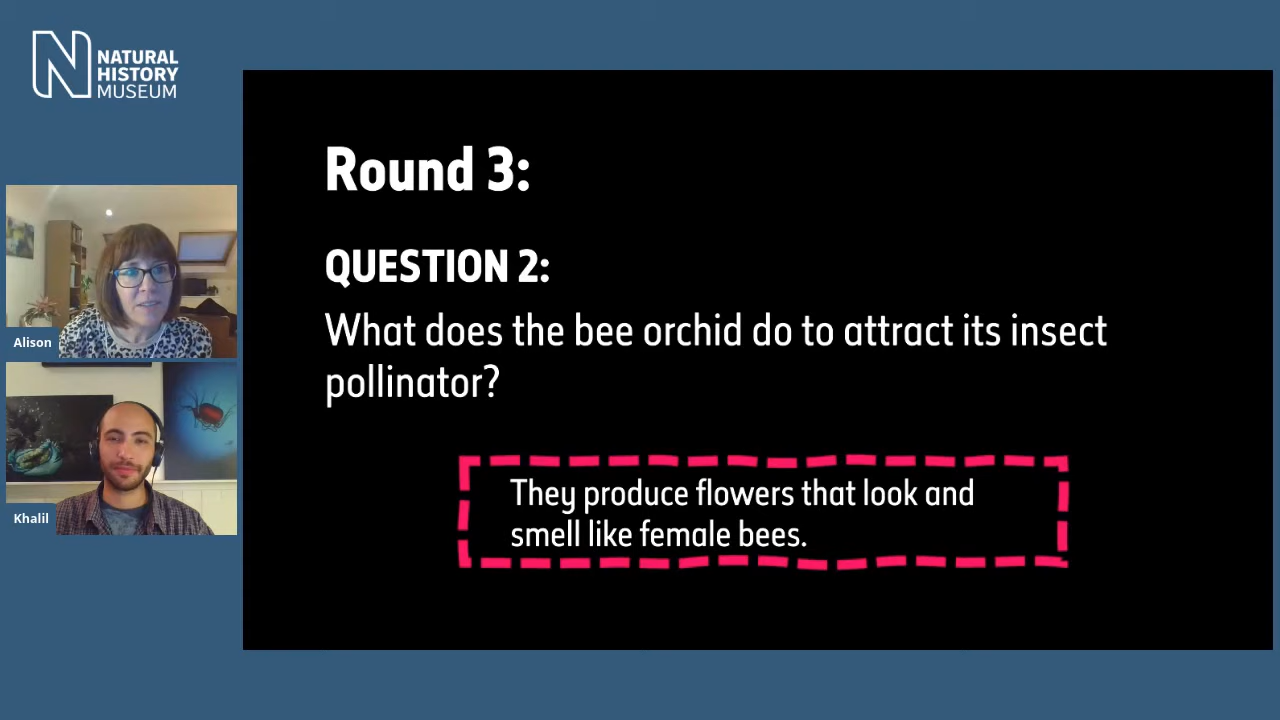 NATURAL
HISTORY
MUSEUM
Round 3:
QUESTION 2:
What does the bee orchid do to attract its insect
pollinator?
They produce flowers that look and
smell like female bees.
Alison
Khalil